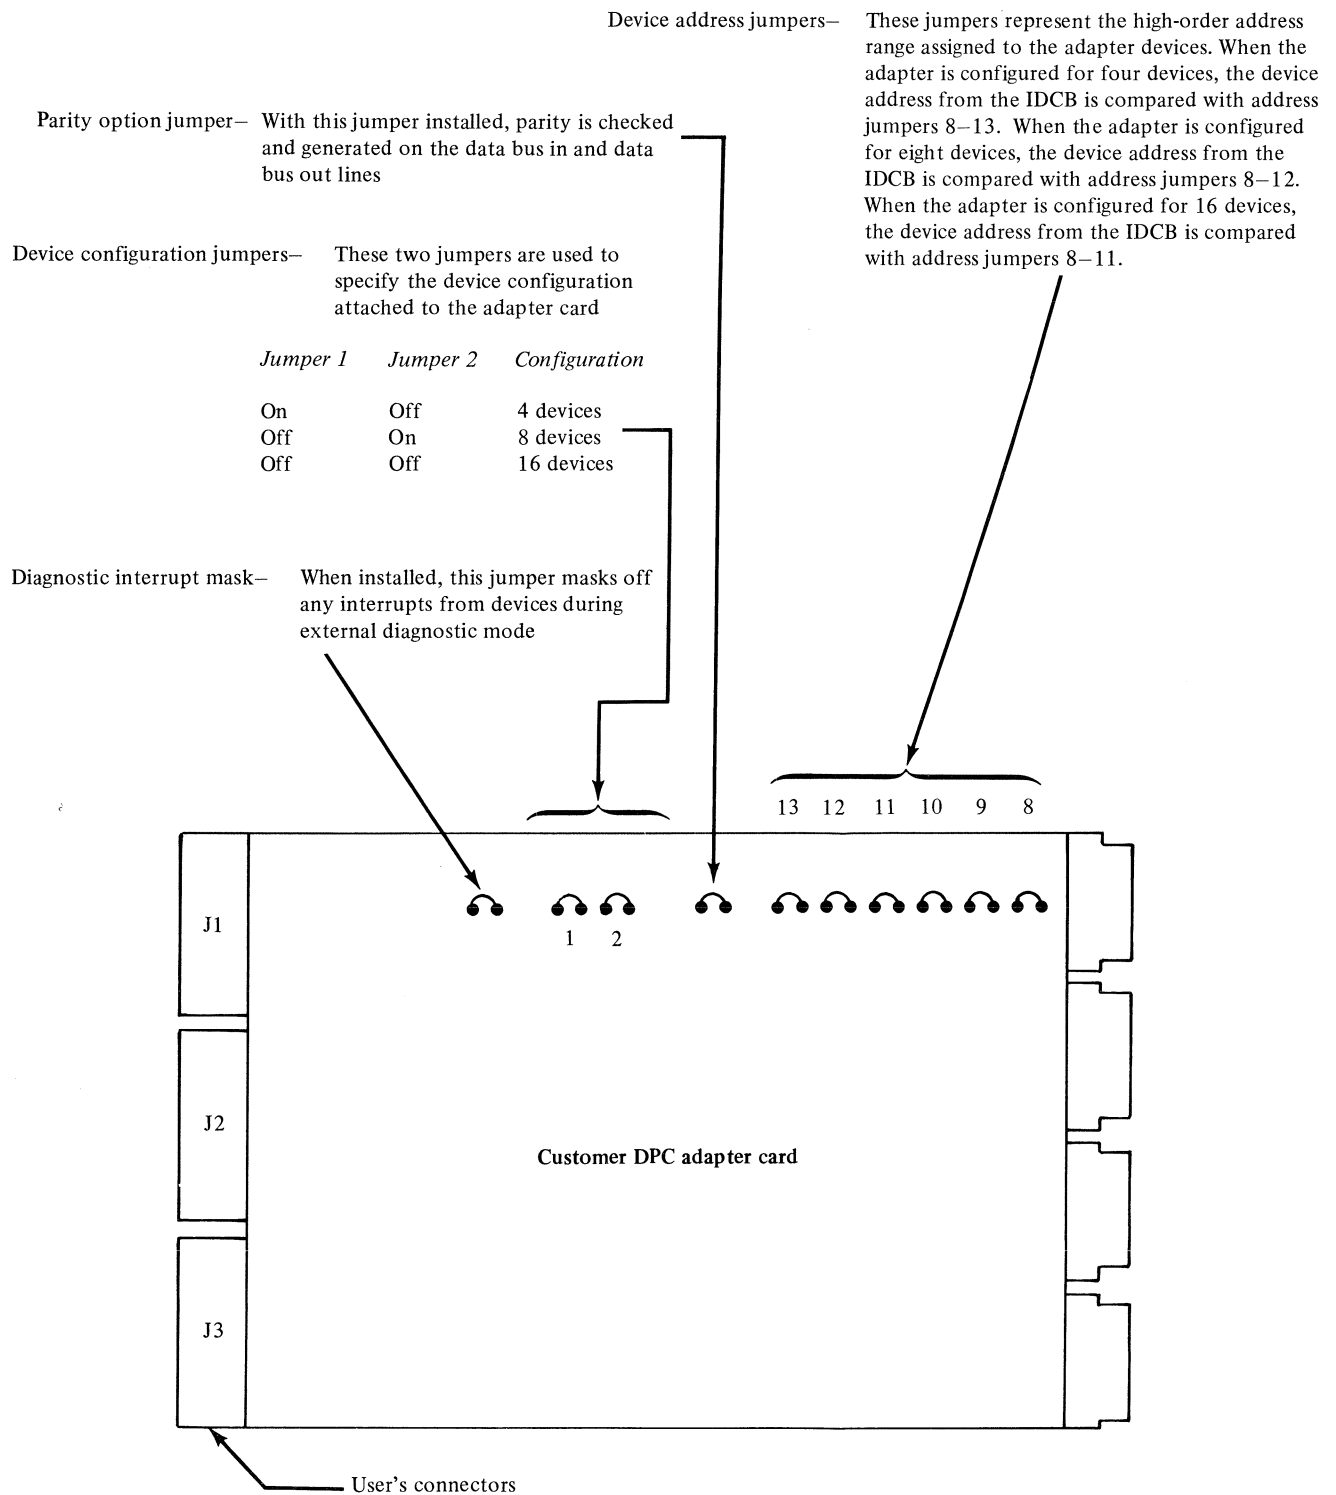 Device address jumpers—
These jumpers represent the high-order address
range assigned to the adapter devices. When the
adapter is configured for four devices, the device
address from the IDCB is compared with address
jumpers 8—13. When the adapter is configured
for eight devices, the device address from the
IDCB is compared with address jumpers 8—12.
When the adapter is configured for 16 devices,
the device address from the IDCB is compared
with address jumpers 8—11.
Parity option jumper—
With this jumper installed, parity is checked
and generated on the data bus in and data
bus out lines
Device configuration jumpers—
These two jumpers are used to
specify the device configuration
attached to the adapter card
Jumper 1 Jumper 2 Configuration
On Off 4 devices
Off On 8 devices
Off Off 16 devices
Diagnostic interrupt mask—
When installed, this jumper masks off
any interrupts from devices during
external diagnostic mode
13 12 11 10 9 8
1 2
J1
J2
Customer DPC adapter card
J3
User's connectors